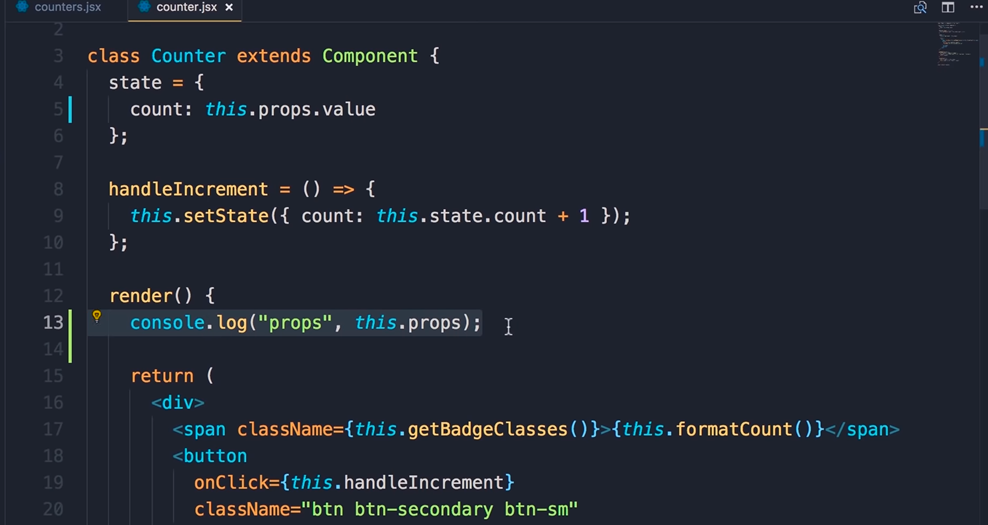 counters.jsx counter.jsx ×
2
3 class Counter extends Component {
4 state = {
5 count: this.props.value
6 };
7
8 handleIncrement = () => {
9 this.setState({ count: this.state.count + 1 });
10 };
11
12 render() {
13 console.log("props", this.props);
14
15 return (
16 <div>
17 <span className={this.getBadgeClasses()}>{this.formatCount()}</span>
18 <button
19 onClick={this.handleIncrement}
20 className="btn btn-secondary btn-sm"